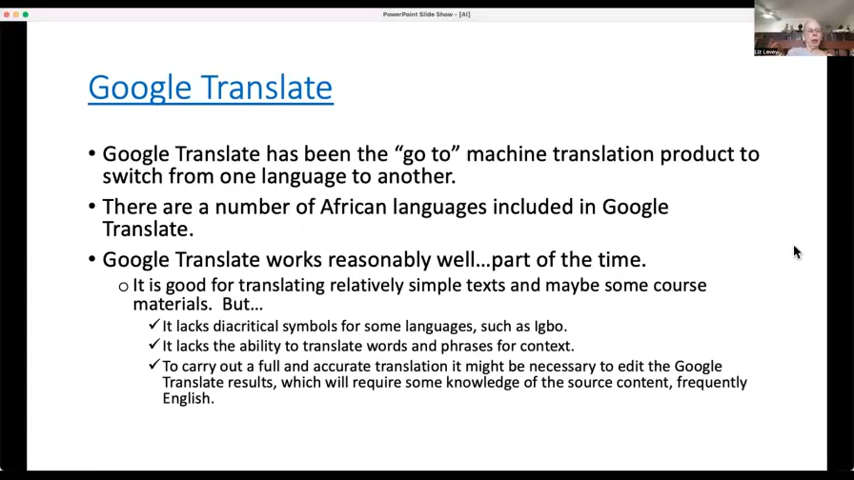 PowerPoint Slide Show - [AI]
Liz Levey
Google Translate
• Google Translate has been the “go to” machine translation product to
switch from one language to another.
• There are a number of African languages included in Google
Translate.
• Google Translate works reasonably well…part of the time.
o It is good for translating relatively simple texts and maybe some course
materials. But…
✓It lacks diacritical symbols for some languages, such as Igbo.
✓It lacks the ability to translate words and phrases for context.
✓To carry out a full and accurate translation it might be necessary to edit the Google
Translate results, which will require some knowledge of the source content, frequently
English.